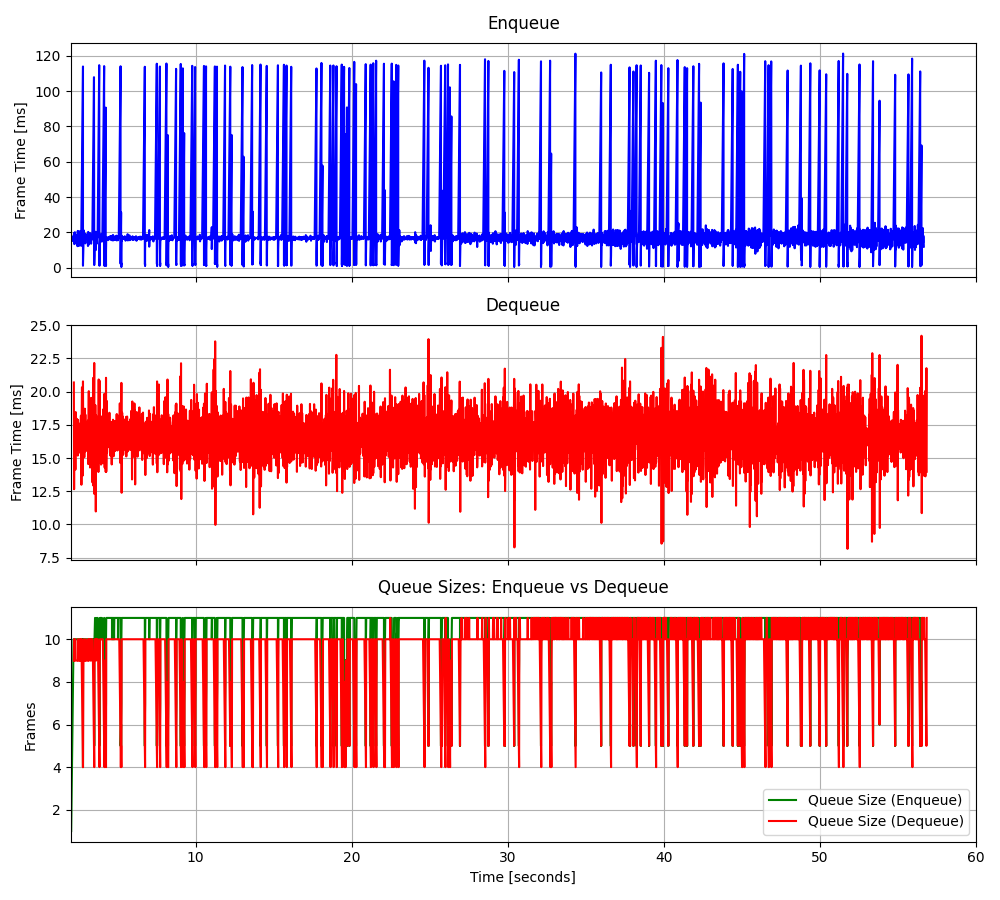 Enqueue
120
100
80
60
40
20
0
Frame Time [ms]
Dequeue
25.0
22.5
20.0
17.5
15.0
12.5
10.0
7.5
Frame Time [ms]
Queue Sizes: Enqueue vs Dequeue
10
8
6
4
2
Frames
Queue Size (Enqueue)
Queue Size (Dequeue)
10 20 30 40 50 60
Time [seconds]